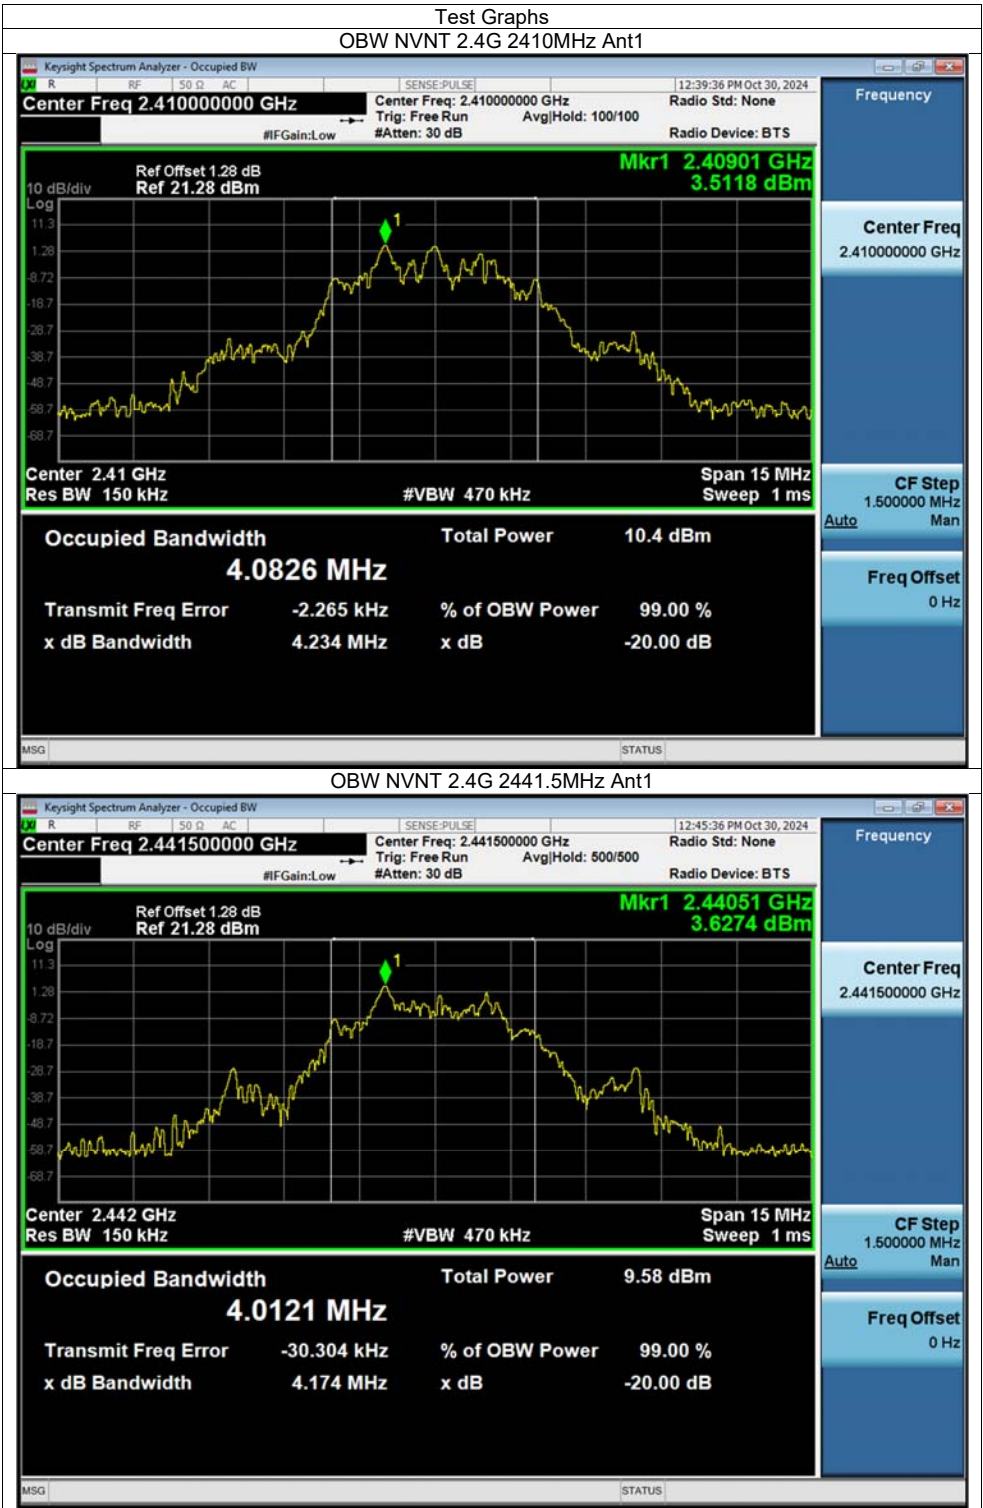 Test Graphs
OBW NVNT 2.4G 2410MHz Ant1
Keysight Spectrum Analyzer - Occupied BW
R RF 50 Ω AC SENSE:PULSE 12:39:36 PM Oct 30, 2024
Center Freq 2.410000000 GHz Center Freq: 2.410000000 GHz Radio Std: None Frequency
Trig: Free Run Avg|Hold: 100/100
#IFGain:Low #Atten: 30 dB Radio Device: BTS
Mkr1 2.40901 GHz
3.5118 dBm
Ref Offset 1.28 dB
10 dB/div Ref 21.28 dBm
Log
11.3
1.28
-8.72
-18.7
-28.7
-38.7
-48.7
-58.7
-68.7
1
Center Freq
2.410000000 GHz
Center 2.41 GHz Span 15 MHz
Res BW 150 kHz #VBW 470 kHz Sweep 1 ms
CF Step
1.500000 MHz
Auto Man
Occupied Bandwidth Total Power 10.4 dBm
4.0826 MHz
Transmit Freq Error -2.265 kHz % of OBW Power 99.00 %
x dB Bandwidth 4.234 MHz x dB -20.00 dB
Freq Offset
0 Hz
MSG STATUS
OBW NVNT 2.4G 2441.5MHz Ant1
Keysight Spectrum Analyzer - Occupied BW
R RF 50 Ω AC SENSE:PULSE 12:45:36 PM Oct 30, 2024
Center Freq 2.441500000 GHz Center Freq: 2.441500000 GHz Radio Std: None Frequency
Trig: Free Run Avg|Hold: 500/500
#IFGain:Low #Atten: 30 dB Radio Device: BTS
Mkr1 2.44051 GHz
3.6274 dBm
Ref Offset 1.28 dB
10 dB/div Ref 21.28 dBm
Log
11.3
1.28
-8.72
-18.7
-28.7
-38.7
-48.7
-58.7
-68.7
1
Center Freq
2.441500000 GHz
Center 2.442 GHz Span 15 MHz
Res BW 150 kHz #VBW 470 kHz Sweep 1 ms
CF Step
1.500000 MHz
Auto Man
Occupied Bandwidth Total Power 9.58 dBm
4.0121 MHz
Transmit Freq Error -30.304 kHz % of OBW Power 99.00 %
x dB Bandwidth 4.174 MHz x dB -20.00 dB
Freq Offset
0 Hz
MSG STATUS